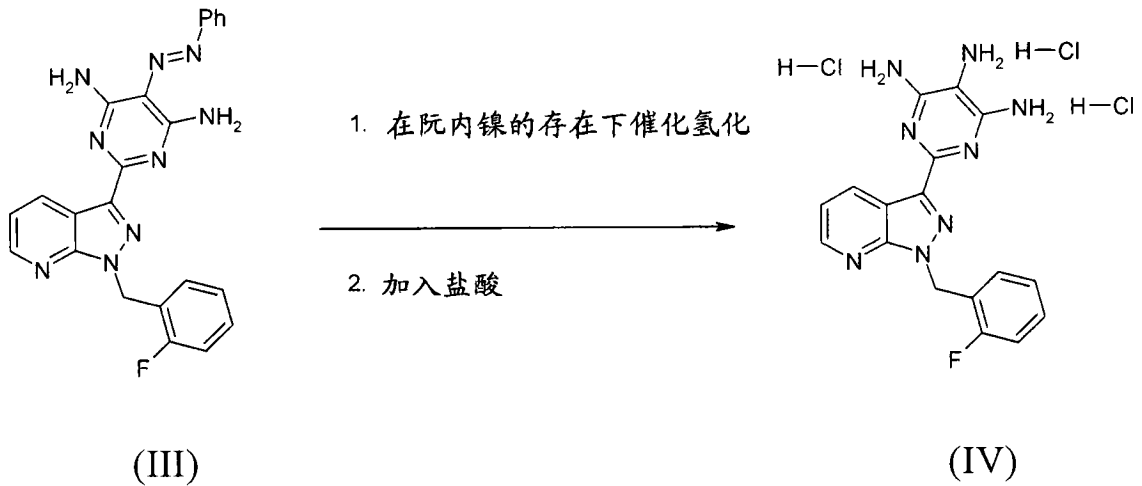 Ph
N=N
H₂N
NH₂
N
N
N
N
N
F
(III)
1. 在阮内镍的存在下催化氢化
2. 加入盐酸
H—Cl
H₂N
NH₂
H—Cl
NH₂
H—Cl
N
N
N
N
N
F
(IV)